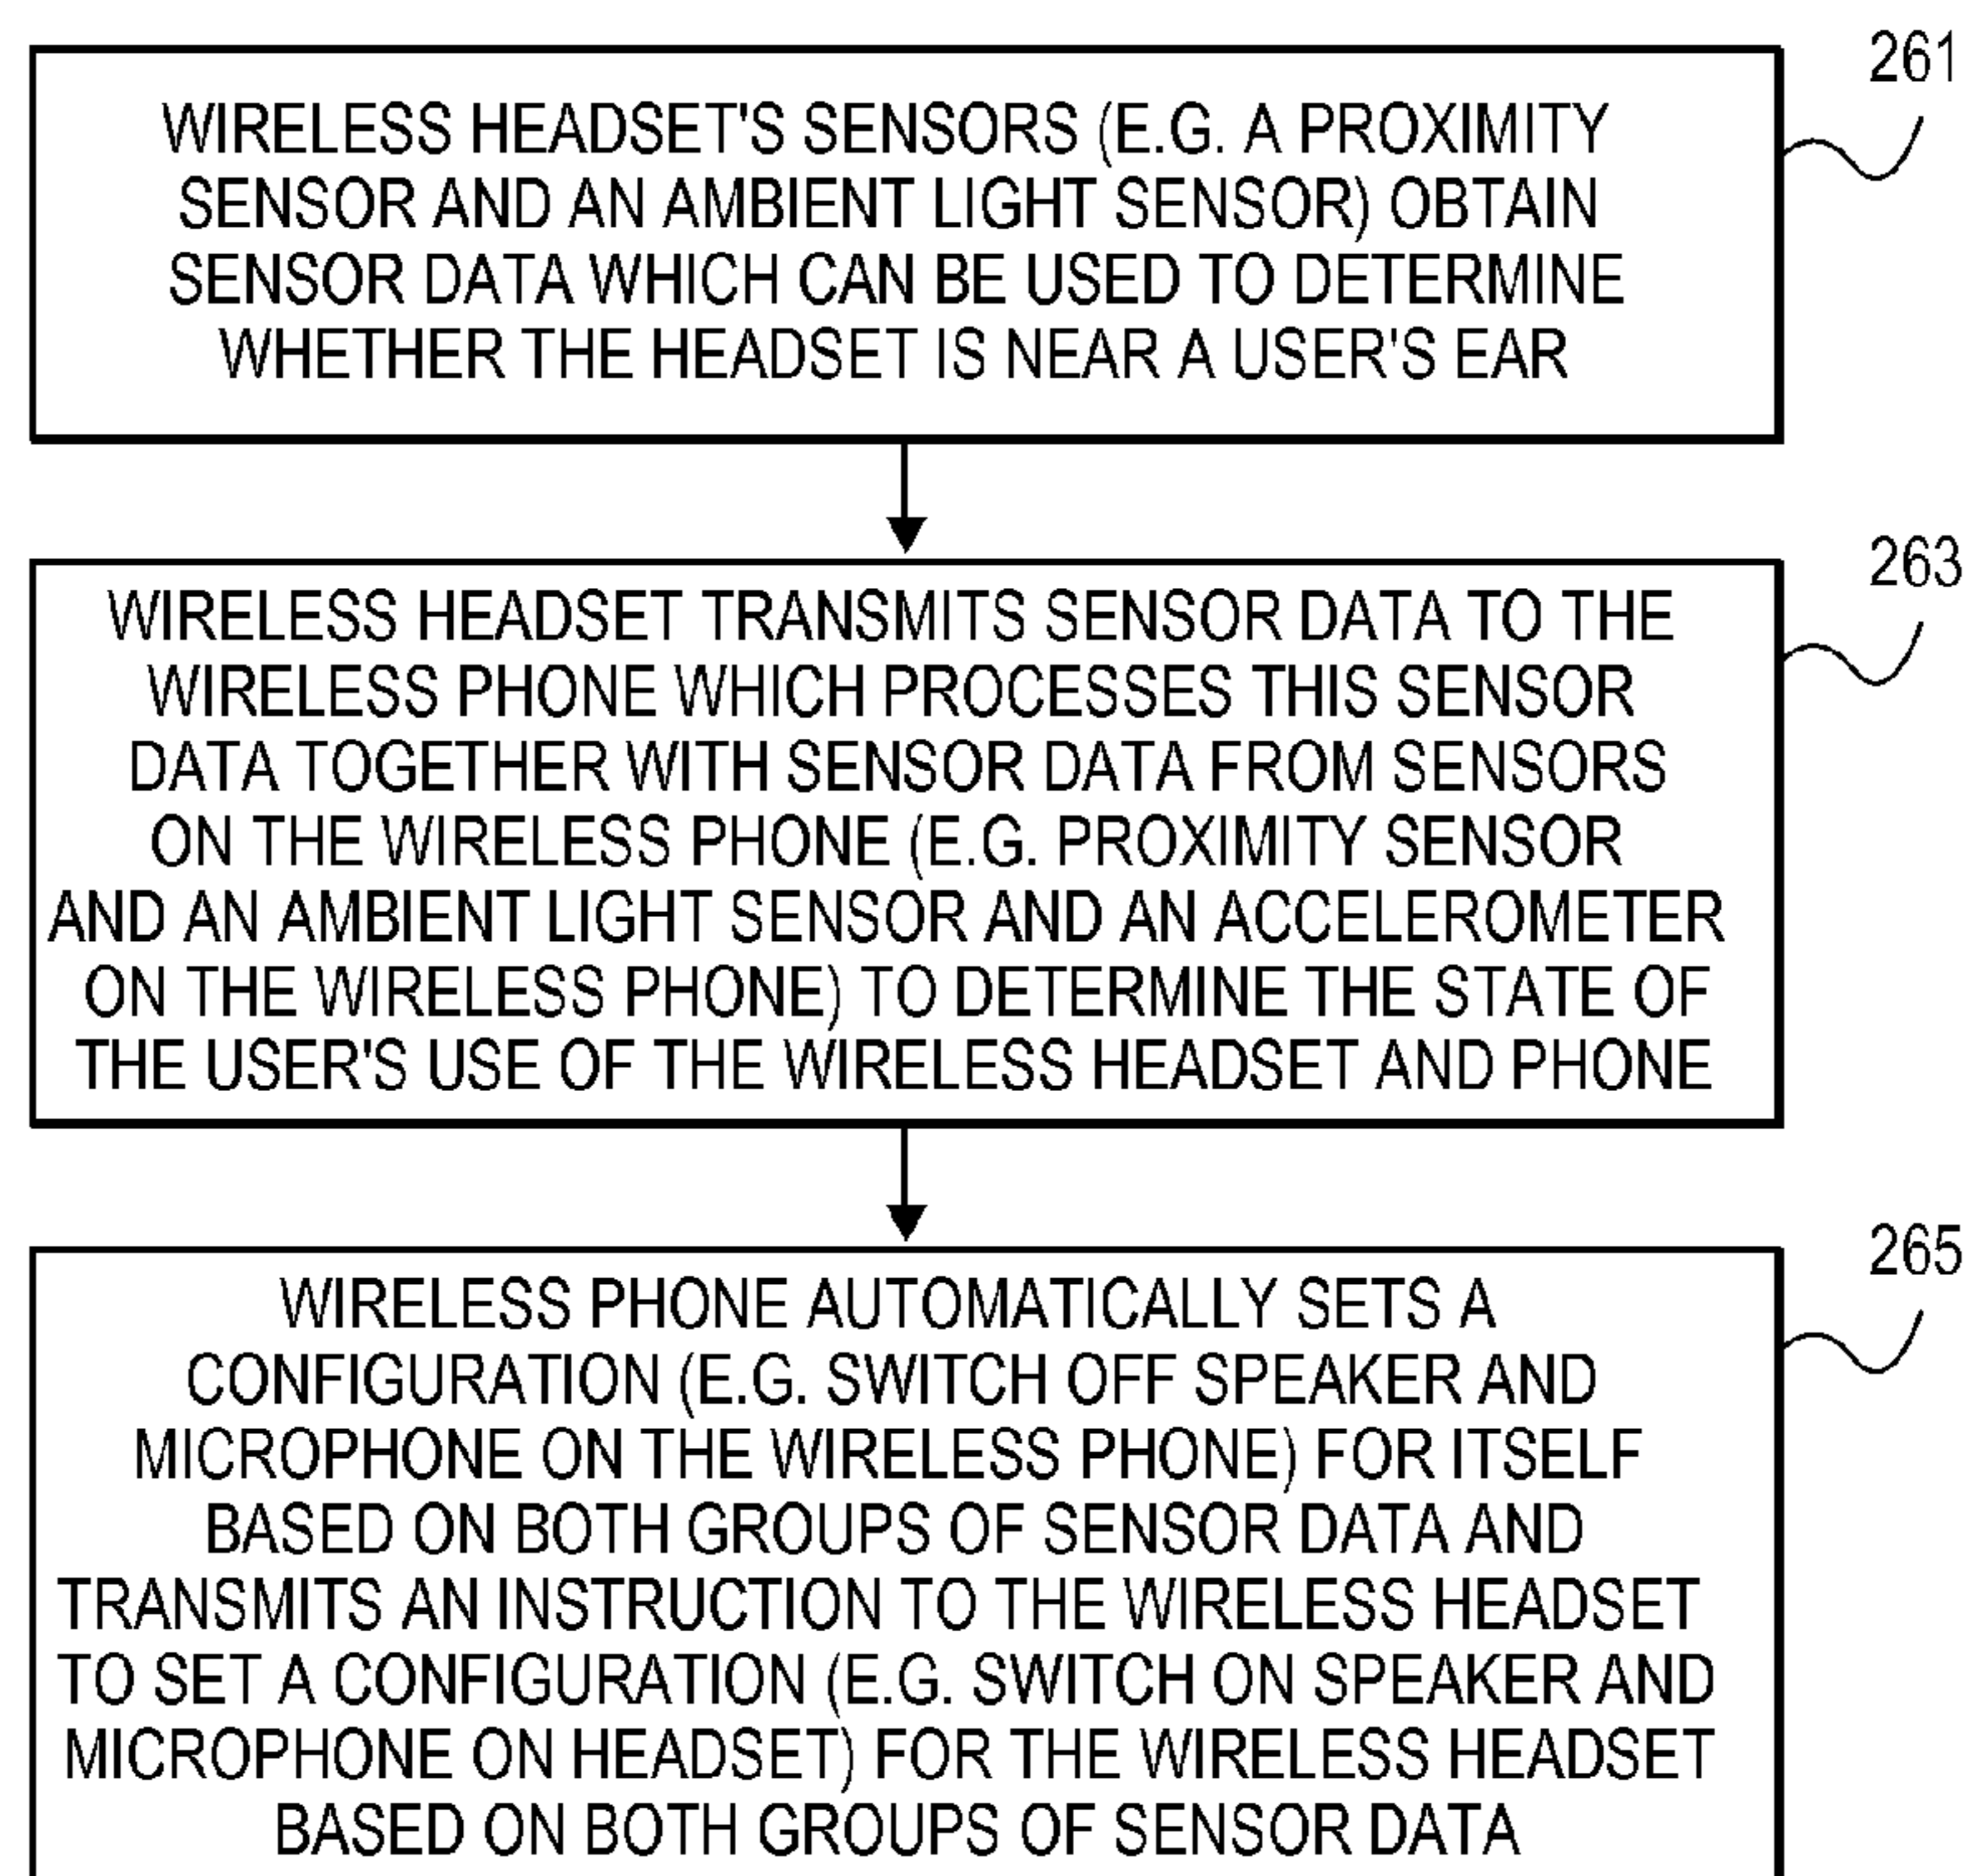 261
WIRELESS HEADSET'S SENSORS (E.G. A PROXIMITY
SENSOR AND AN AMBIENT LIGHT SENSOR) OBTAIN
SENSOR DATA WHICH CAN BE USED TO DETERMINE
WHETHER THE HEADSET IS NEAR A USER'S EAR
263
WIRELESS HEADSET TRANSMITS SENSOR DATA TO THE
WIRELESS PHONE WHICH PROCESSES THIS SENSOR
DATA TOGETHER WITH SENSOR DATA FROM SENSORS
ON THE WIRELESS PHONE (E.G. PROXIMITY SENSOR
AND AN AMBIENT LIGHT SENSOR AND AN ACCELEROMETER
ON THE WIRELESS PHONE) TO DETERMINE THE STATE OF
THE USER'S USE OF THE WIRELESS HEADSET AND PHONE
265
WIRELESS PHONE AUTOMATICALLY SETS A
CONFIGURATION (E.G. SWITCH OFF SPEAKER AND
MICROPHONE ON THE WIRELESS PHONE) FOR ITSELF
BASED ON BOTH GROUPS OF SENSOR DATA AND
TRANSMITS AN INSTRUCTION TO THE WIRELESS HEADSET
TO SET A CONFIGURATION (E.G. SWITCH ON SPEAKER AND
MICROPHONE ON HEADSET) FOR THE WIRELESS HEADSET
BASED ON BOTH GROUPS OF SENSOR DATA